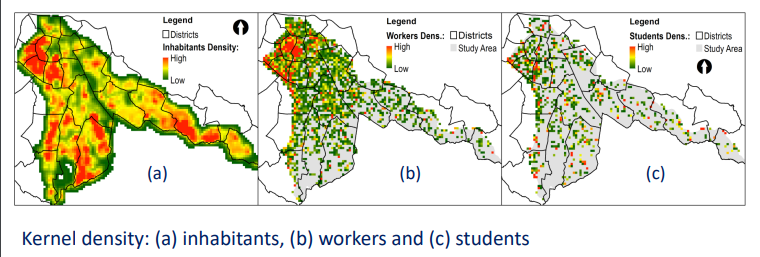 Legend
Districts
Inhabitants Density:
High
Low
(a)
Legend
Workers Dens.:
Districts
High
Study Area
Low
(b)
Legend
Students Dens.:
Districts
High
Study Area
Low
(c)
Kernel density: (a) inhabitants, (b) workers and (c) students